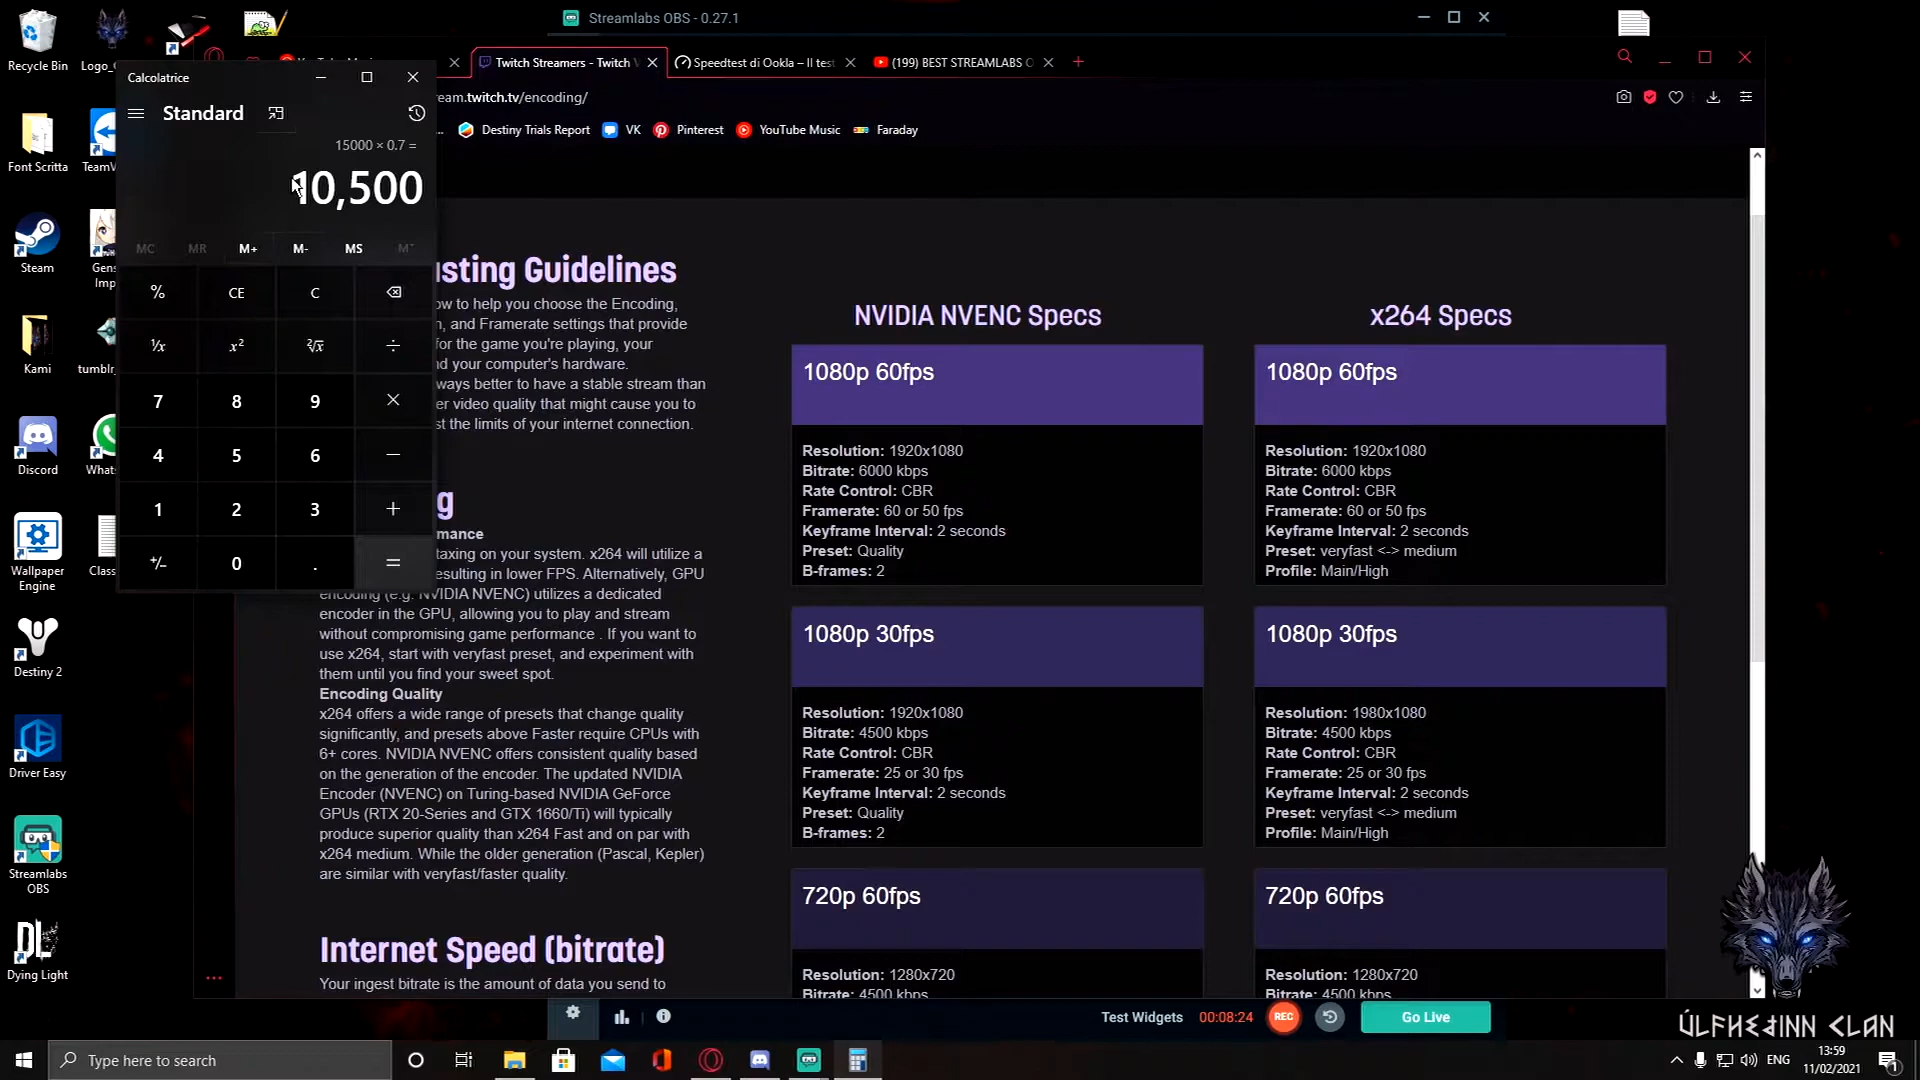 Streamlabs OBS - 0.27.1
Recycle Bin
Twitch Streamers - Twitch
Speedtest di Ookla – Il test
(199) BEST STREAMLABS O
eam.twitch.tv/encoding/
Destiny Trials Report
VK
Pinterest
YouTube Music
Faraday
Calcolatrice
Standard
15000 × 0.7 =
10,500
MC MR M+ M- MS
% CE C
¹/x x² ²√x ÷
7 8 9 ×
4 5 6 −
1 2 3 +
+/- 0 . =
Font Scritta
Steam
Kami
Discord
Wallpaper
Engine
Destiny 2
Driver Easy
Streamlabs
OBS
Dying Light
TeamV
Gens
Imp
tumblr_
Whats
Class
sting Guidelines
ow to help you choose the Encoding,
n, and Framerate settings that provide
for the game you're playing, your
nd your computer's hardware.
ways better to have a stable stream than
er video quality that might cause you to
st the limits of your internet connection.
g
mance
taxing on your system. x264 will utilize a
esulting in lower FPS. Alternatively, GPU
encoding (e.g. NVIDIA NVENC) utilizes a dedicated
encoder in the GPU, allowing you to play and stream
without compromising game performance . If you want to
use x264, start with veryfast preset, and experiment with
them until you find your sweet spot.
Encoding Quality
x264 offers a wide range of presets that change quality
significantly, and presets above Faster require CPUs with
6+ cores. NVIDIA NVENC offers consistent quality based
on the generation of the encoder. The updated NVIDIA
Encoder (NVENC) on Turing-based NVIDIA GeForce
GPUs (RTX 20-Series and GTX 1660/Ti) will typically
produce superior quality than x264 Fast and on par with
x264 medium. While the older generation (Pascal, Kepler)
are similar with veryfast/faster quality.
Internet Speed (bitrate)
Your ingest bitrate is the amount of data you send to
NVIDIA NVENC Specs
1080p 60fps
Resolution: 1920x1080
Bitrate: 6000 kbps
Rate Control: CBR
Framerate: 60 or 50 fps
Keyframe Interval: 2 seconds
Preset: Quality
B-frames: 2
1080p 30fps
Resolution: 1920x1080
Bitrate: 4500 kbps
Rate Control: CBR
Framerate: 25 or 30 fps
Keyframe Interval: 2 seconds
Preset: Quality
B-frames: 2
720p 60fps
Resolution: 1280x720
Bitrate: 4500 kbps
x264 Specs
1080p 60fps
Resolution: 1920x1080
Bitrate: 6000 kbps
Rate Control: CBR
Framerate: 60 or 50 fps
Keyframe Interval: 2 seconds
Preset: veryfast <-> medium
Profile: Main/High
1080p 30fps
Resolution: 1980x1080
Bitrate: 4500 kbps
Rate Control: CBR
Framerate: 25 or 30 fps
Keyframe Interval: 2 seconds
Preset: veryfast <-> medium
Profile: Main/High
720p 60fps
Resolution: 1280x720
Bitrate: 4500 kbps
Test Widgets
00:08:24
REC
Go Live
ÚLFHEÐINN CLAN
Type here to search
ENG
13:59
11/02/2021
1